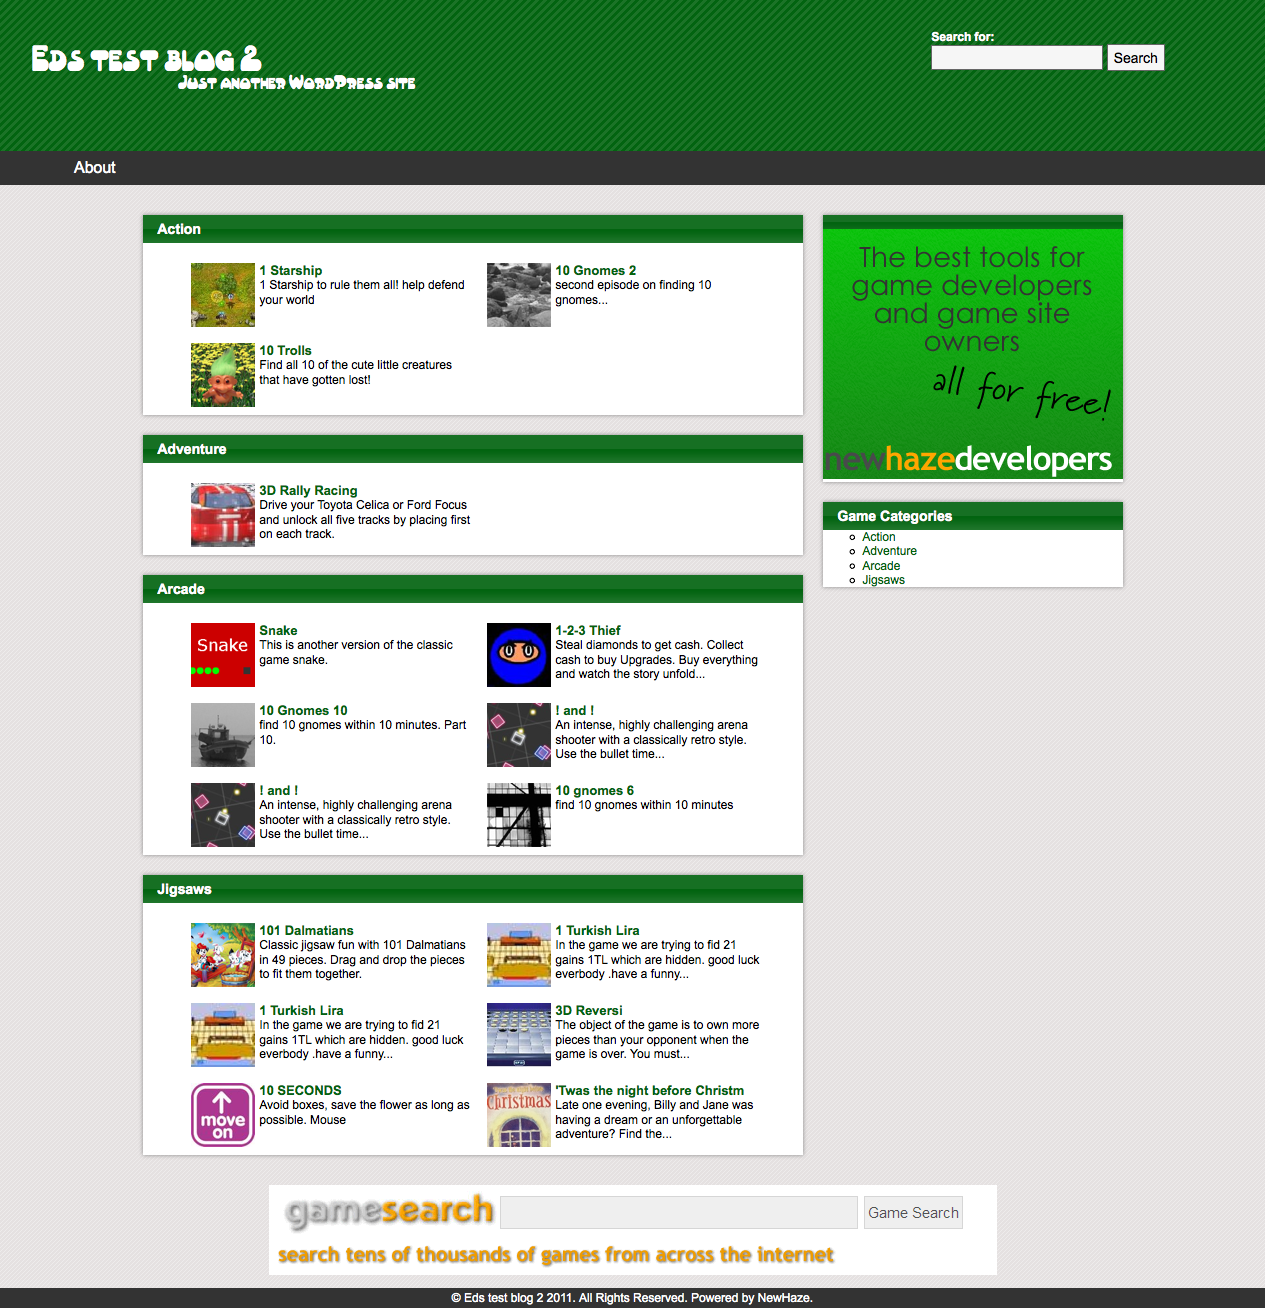 Eds test blog 2
Just another WordPress site
Search for:
Search
About
Action
1 Starship
1 Starship to rule them all! help defend
your world
10 Gnomes 2
second episode on finding 10
gnomes...
10 Trolls
Find all 10 of the cute little creatures
that have gotten lost!
Adventure
3D Rally Racing
Drive your Toyota Celica or Ford Focus
and unlock all five tracks by placing first
on each track.
Arcade
Snake
Snake
This is another version of the classic
game snake.
1-2-3 Thief
Steal diamonds to get cash. Collect
cash to buy Upgrades. Buy everything
and watch the story unfold...
10 Gnomes 10
find 10 gnomes within 10 minutes. Part
10.
! and !
An intense, highly challenging arena
shooter with a classically retro style.
Use the bullet time...
! and !
An intense, highly challenging arena
shooter with a classically retro style.
Use the bullet time...
10 gnomes 6
find 10 gnomes within 10 minutes
Jigsaws
101 Dalmatians
Classic jigsaw fun with 101 Dalmatians
in 49 pieces. Drag and drop the pieces
to fit them together.
1 Turkish Lira
In the game we are trying to fid 21
gains 1TL which are hidden. good luck
everbody .have a funny...
1 Turkish Lira
In the game we are trying to fid 21
gains 1TL which are hidden. good luck
everbody .have a funny...
3D Reversi
The object of the game is to own more
pieces than your opponent when the
game is over. You must...
move
on
10 SECONDS
Avoid boxes, save the flower as long as
possible. Mouse
Christmas
'Twas the night before Christm
Late one evening, Billy and Jane was
having a dream or an unforgettable
adventure? Find the...
The best tools for
game developers
and game site
owners
all for free!
newhazedevelopers
Game Categories
Action
Adventure
Arcade
Jigsaws
gamesearch
Game Search
search tens of thousands of games from across the internet
© Eds test blog 2 2011. All Rights Reserved. Powered by NewHaze.